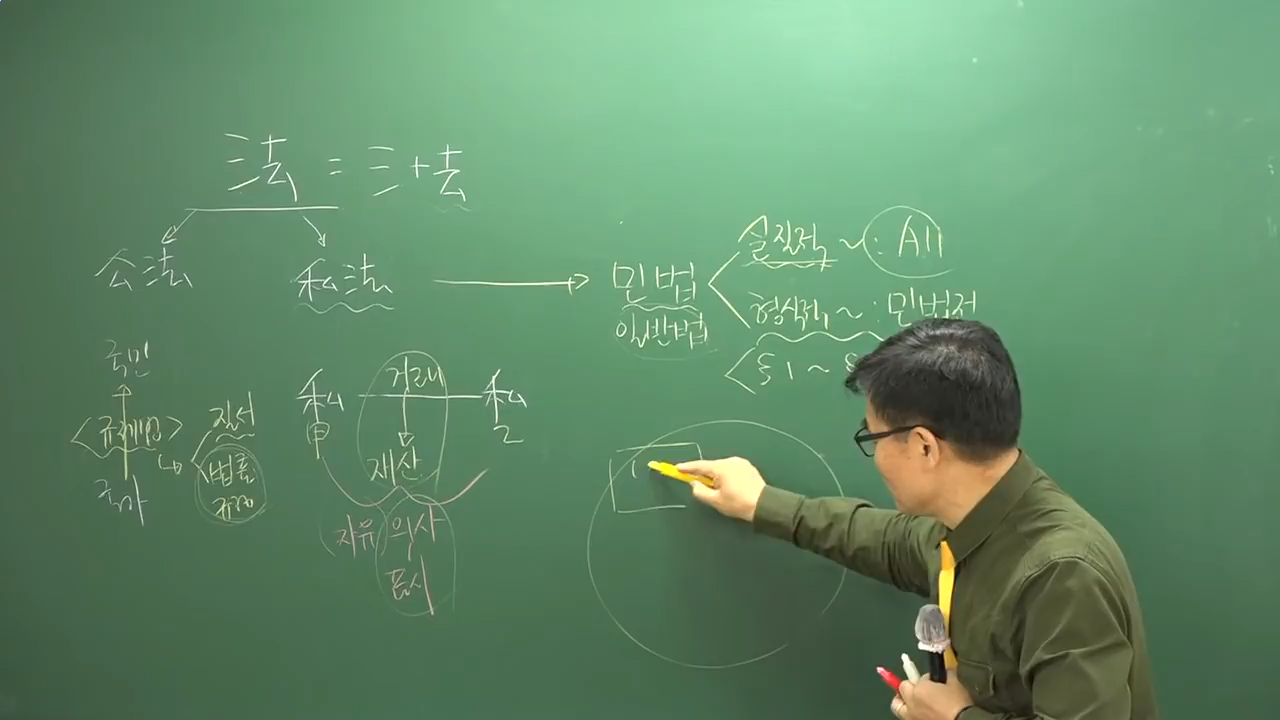 法 = 氵+去
公法
私法
민법
일반법
실질적 ~ : All
형식적 ~ : 민법전
§1 ~ §
국민
<규제법>
국가
질서
법률
규정
私 거래 私
甲 乙
재산
자유 의사
표시